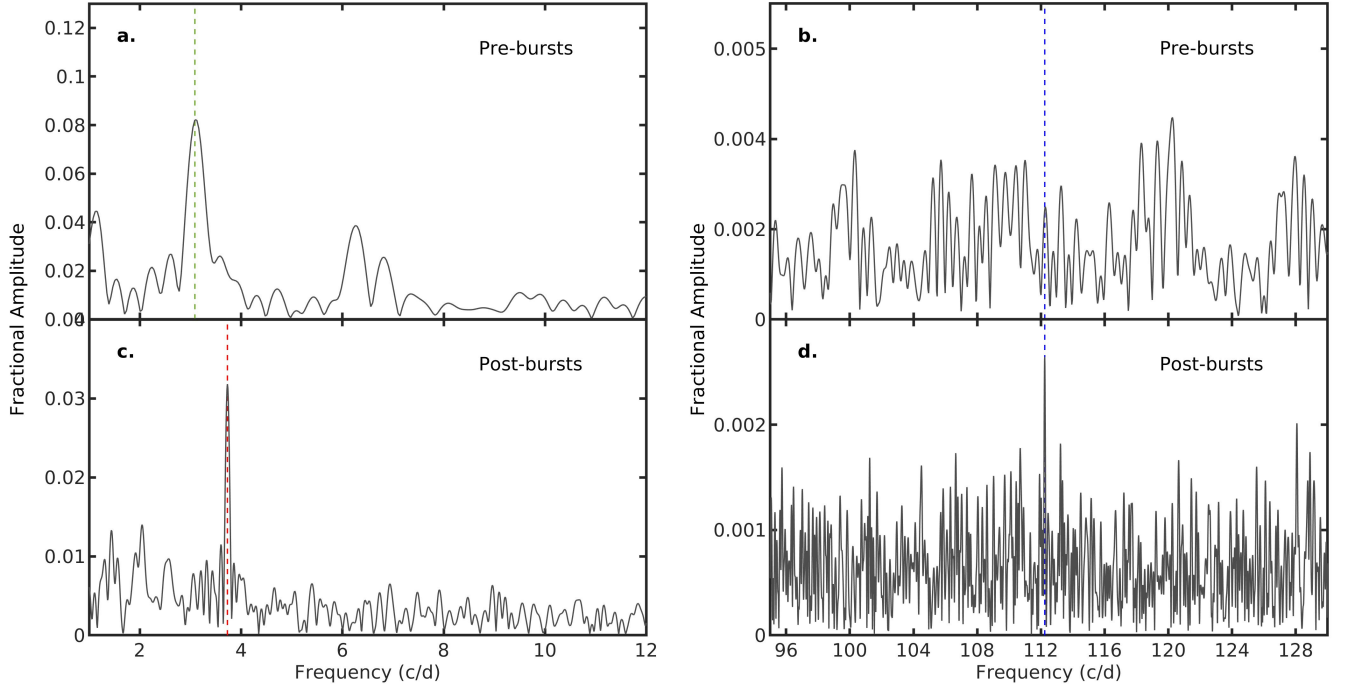 a.
Pre-bursts
0.12
0.1
0.08
0.06
0.04
0.02
0.00
b.
Pre-bursts
0.005
0.004
0.002
0
Fractional Amplitude
Fractional Amplitude
c.
Post-bursts
4
0.03
0.02
0.01
0
d.
Post-bursts
0.002
0.001
0
2 4 6 8 10 12
96 100 104 108 112 116 120 124 128
Frequency (c/d)
Frequency (c/d)